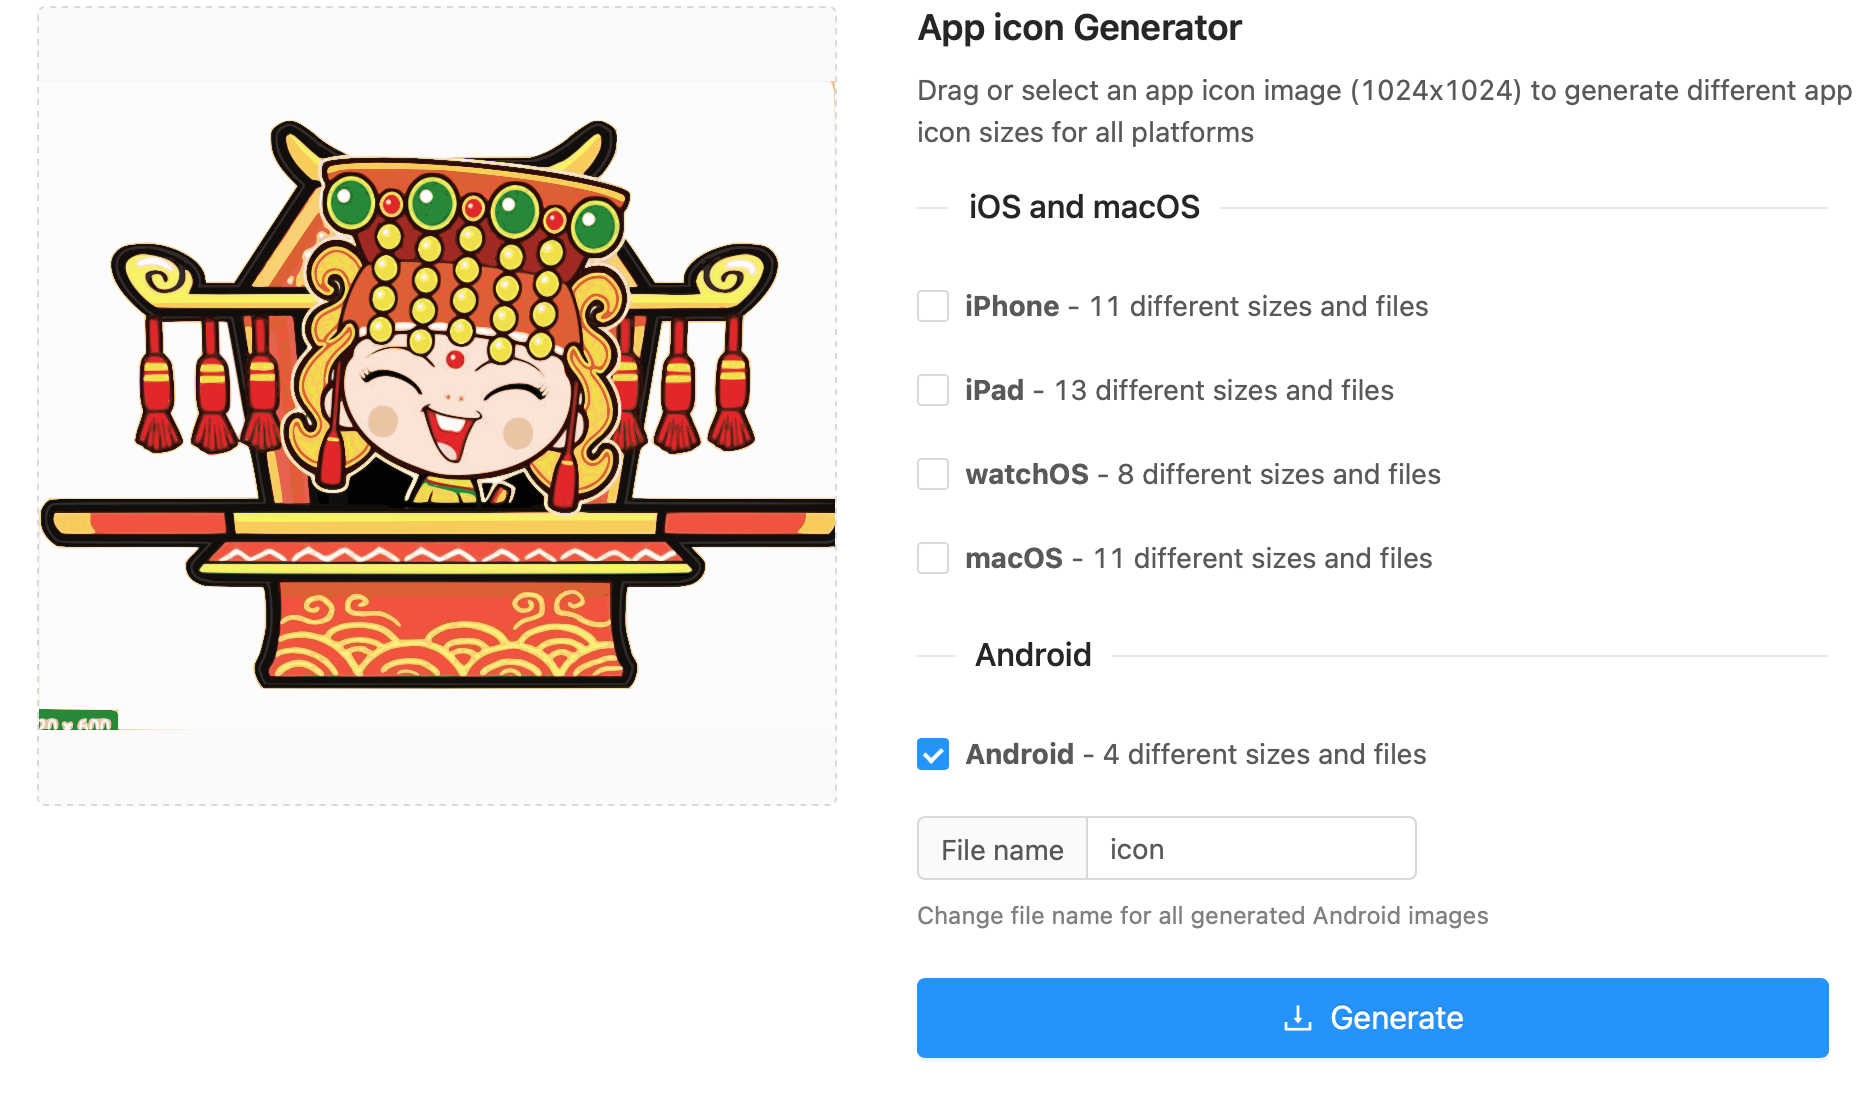 App icon Generator
Drag or select an app icon image (1024x1024) to generate different app
icon sizes for all platforms
iOS and macOS
iPhone - 11 different sizes and files
iPad - 13 different sizes and files
watchOS - 8 different sizes and files
macOS - 11 different sizes and files
Android
Android - 4 different sizes and files
File name
icon
Change file name for all generated Android images
Generate